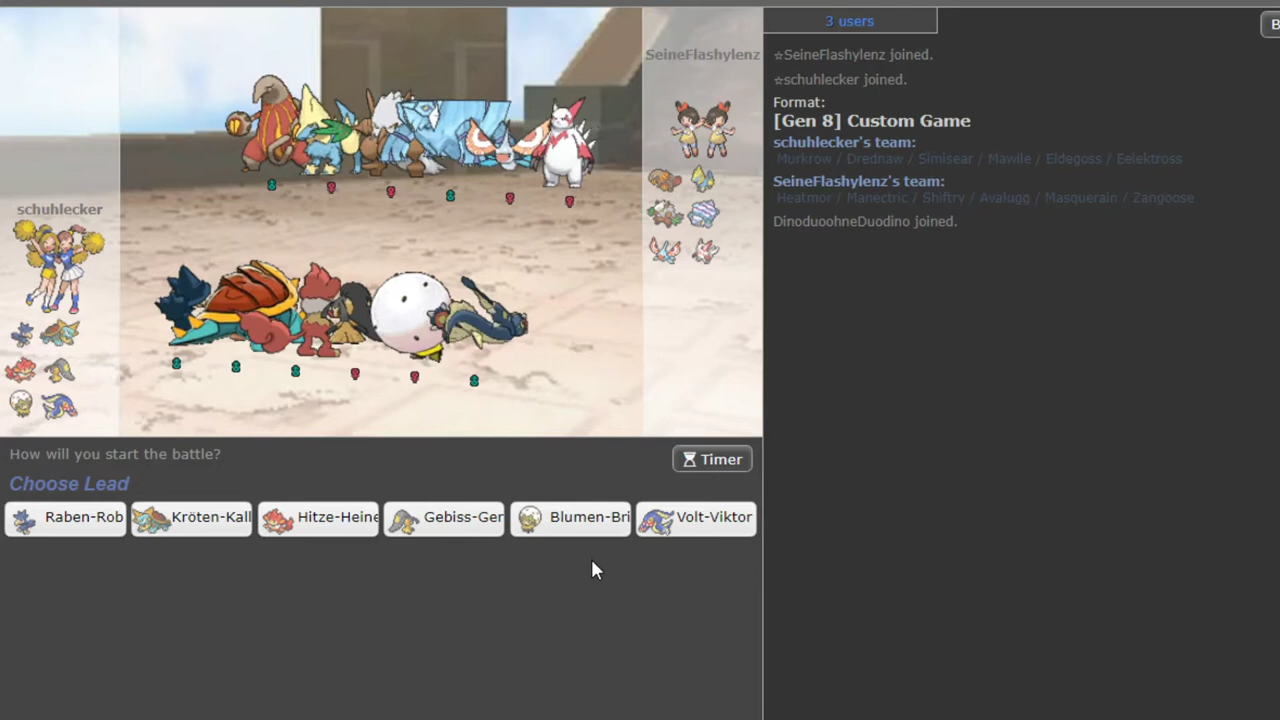 SeineFlashylenz
schuhlecker
How will you start the battle?
Timer
Choose Lead
Raben-Rob
Kröten-Kall
Hitze-Heine
Gebiss-Ger
Blumen-Bri
Volt-Viktor
3 users
B
☆SeineFlashylenz joined.
☆schuhlecker joined.
Format:
[Gen 8] Custom Game
schuhlecker's team:
Murkrow / Drednaw / Simisear / Mawile / Eldegoss / Eelektross
SeineFlashylenz's team:
Heatmor / Manectric / Shiftry / Avalugg / Masquerain / Zangoose
DinoduoohneDuodino joined.